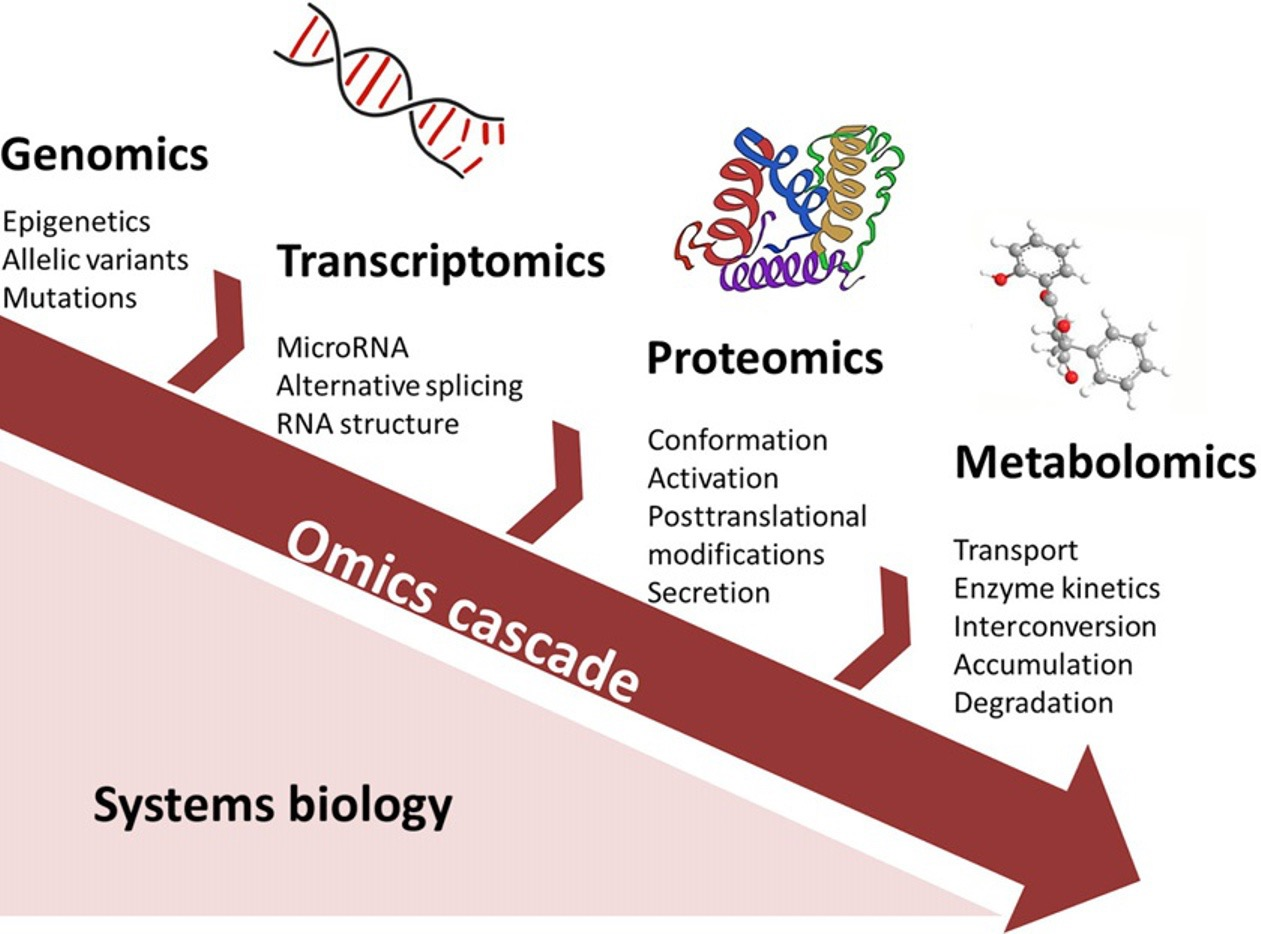 Genomics
Epigenetics
Allelic variants
Mutations
Transcriptomics
MicroRNA
Alternative splicing
RNA structure
Proteomics
Conformation
Activation
Posttranslational
modifications
Secretion
Metabolomics
Transport
Enzyme kinetics
Interconversion
Accumulation
Degradation
Omics cascade
Systems biology